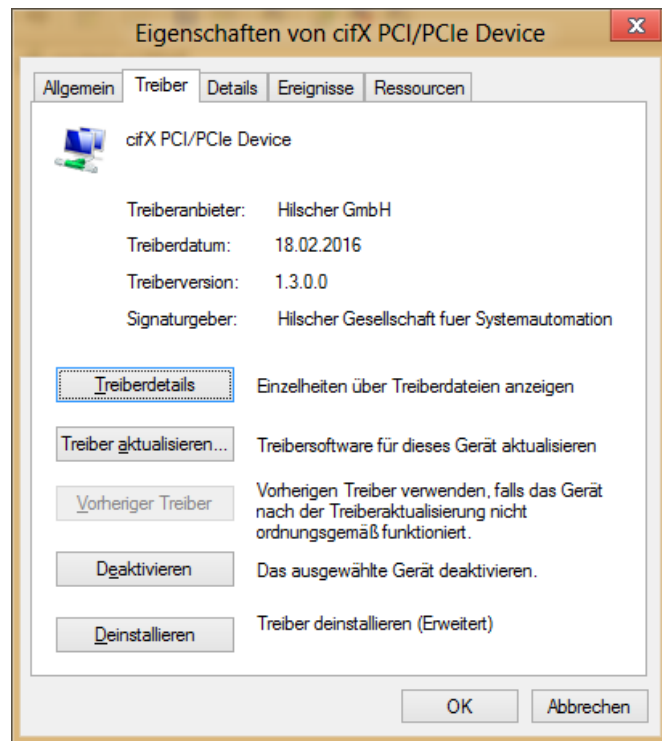 Eigenschaften von cifX PCI/PCIe Device
x
Allgemein Treiber Details Ereignisse Ressourcen
cifX PCI/PCIe Device
Treiberanbieter: Hilscher GmbH
Treiberdatum: 18.02.2016
Treiberversion: 1.3.0.0
Signaturgeber: Hilscher Gesellschaft fuer Systemautomation
Treiberdetails Einzelheiten über Treiberdateien anzeigen
Treiber aktualisieren... Treibersoftware für dieses Gerät aktualisieren
Vorheriger Treiber Vorherigen Treiber verwenden, falls das Gerät
nach der Treiberaktualisierung nicht
ordnungsgemäß funktioniert.
Deaktivieren Das ausgewählte Gerät deaktivieren.
Deinstallieren Treiber deinstallieren (Erweitert)
OK Abbrechen